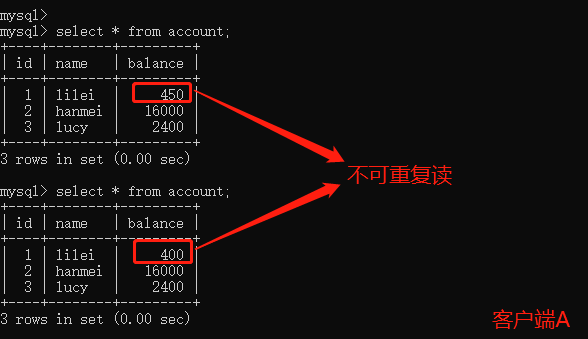 mysql>
mysql> select * from account;
+----+--------+---------+
| id | name | balance |
+----+--------+---------+
| 1 | lilei | 450 |
| 2 | hanmei | 16000 |
| 3 | lucy | 2400 |
+----+--------+---------+
3 rows in set (0.00 sec)
不可重复读
mysql> select * from account;
+----+--------+---------+
| id | name | balance |
+----+--------+---------+
| 1 | lilei | 400 |
| 2 | hanmei | 16000 |
| 3 | lucy | 2400 |
+----+--------+---------+
3 rows in set (0.00 sec)
客户端A